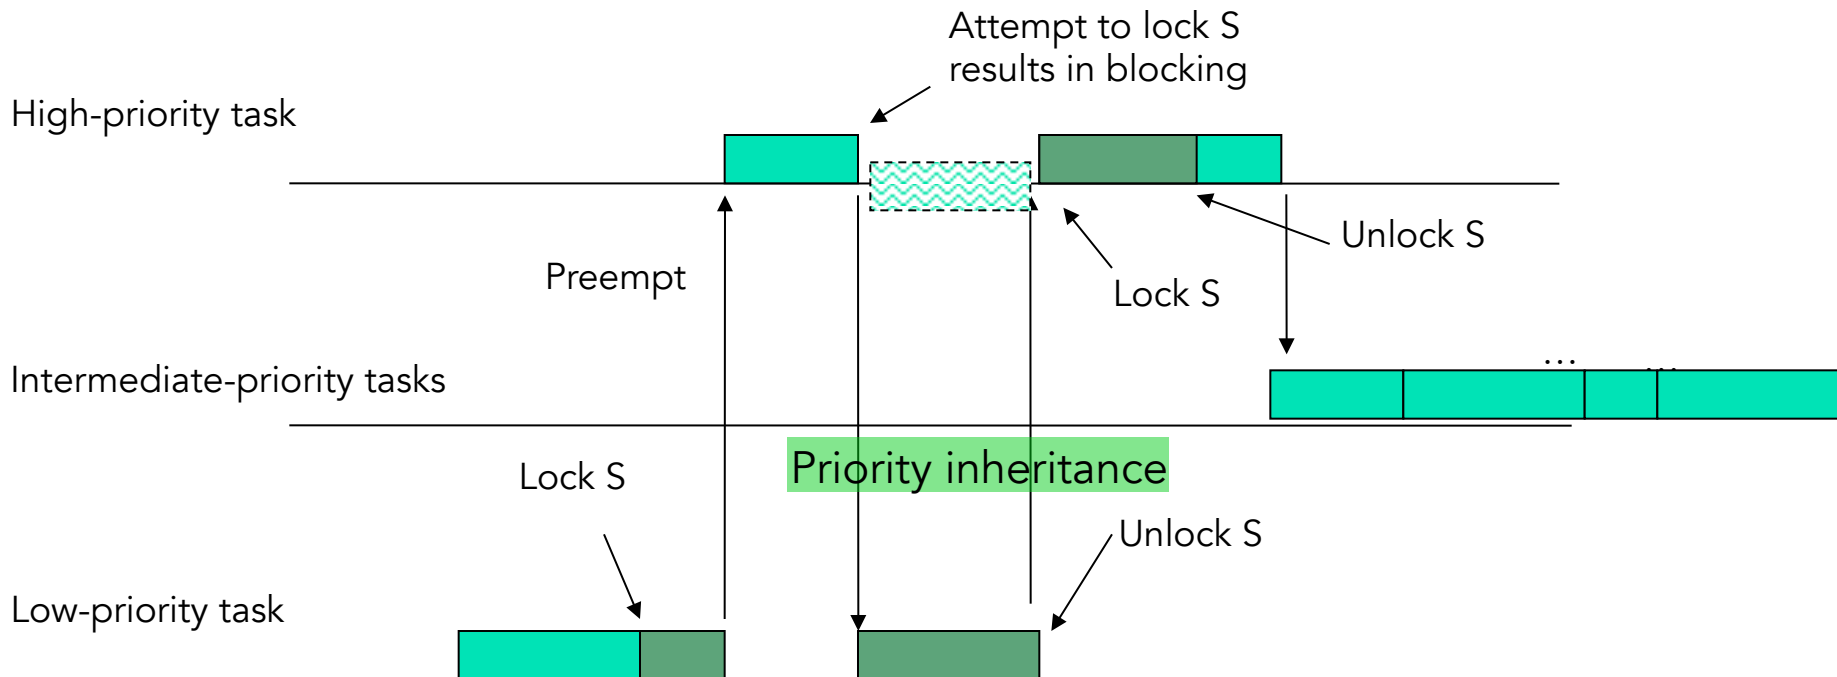 Attempt to lock S
results in blocking
High-priority task
Unlock S
Preempt
Lock S
...
...
Intermediate-priority tasks
Priority inheritance
Lock S
Unlock S
Low-priority task